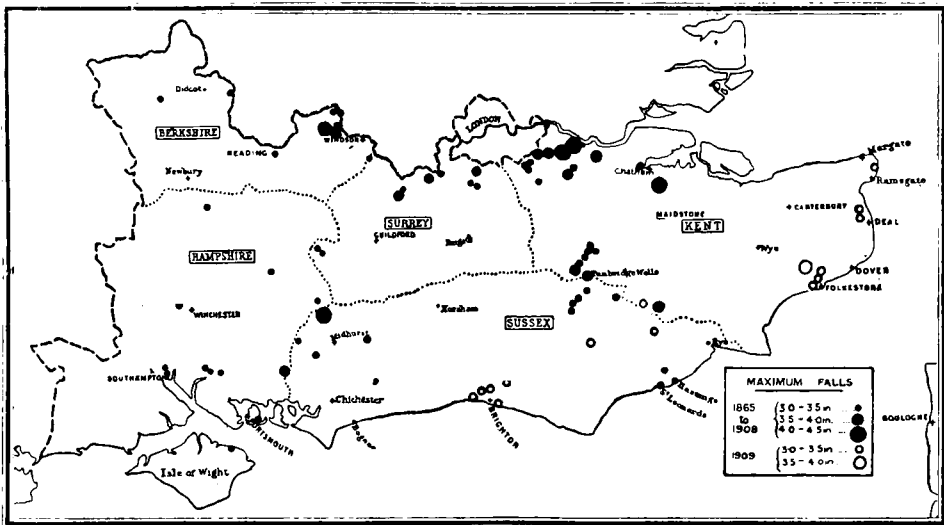 Didcot
BERKSHIRE
READING
WINDSOR
LONDON
Newbury
Chatham
Margate
Ramsgate
SURREY
GUILDFORD
MAIDSTONE
KENT
CANTERBURY
DEAL
Wye
HAMPSHIRE
Tunbridge Wells
DOVER
FOLKESTONE
WINCHESTER
Horsham
SUSSEX
Midhurst
Rye
SOUTHAMPTON
Chichester
Bognor
BRIGHTON
St Leonards
PORTSMOUTH
Isle of Wight
BOULOGNE
MAXIMUM FALLS
1865 to 1908
3.0 - 3.5 in ...
3.5 - 4.0 in ...
4.0 - 4.5 in ...
1909
3.0 - 3.5 in ...
3.5 - 4.0 in ...